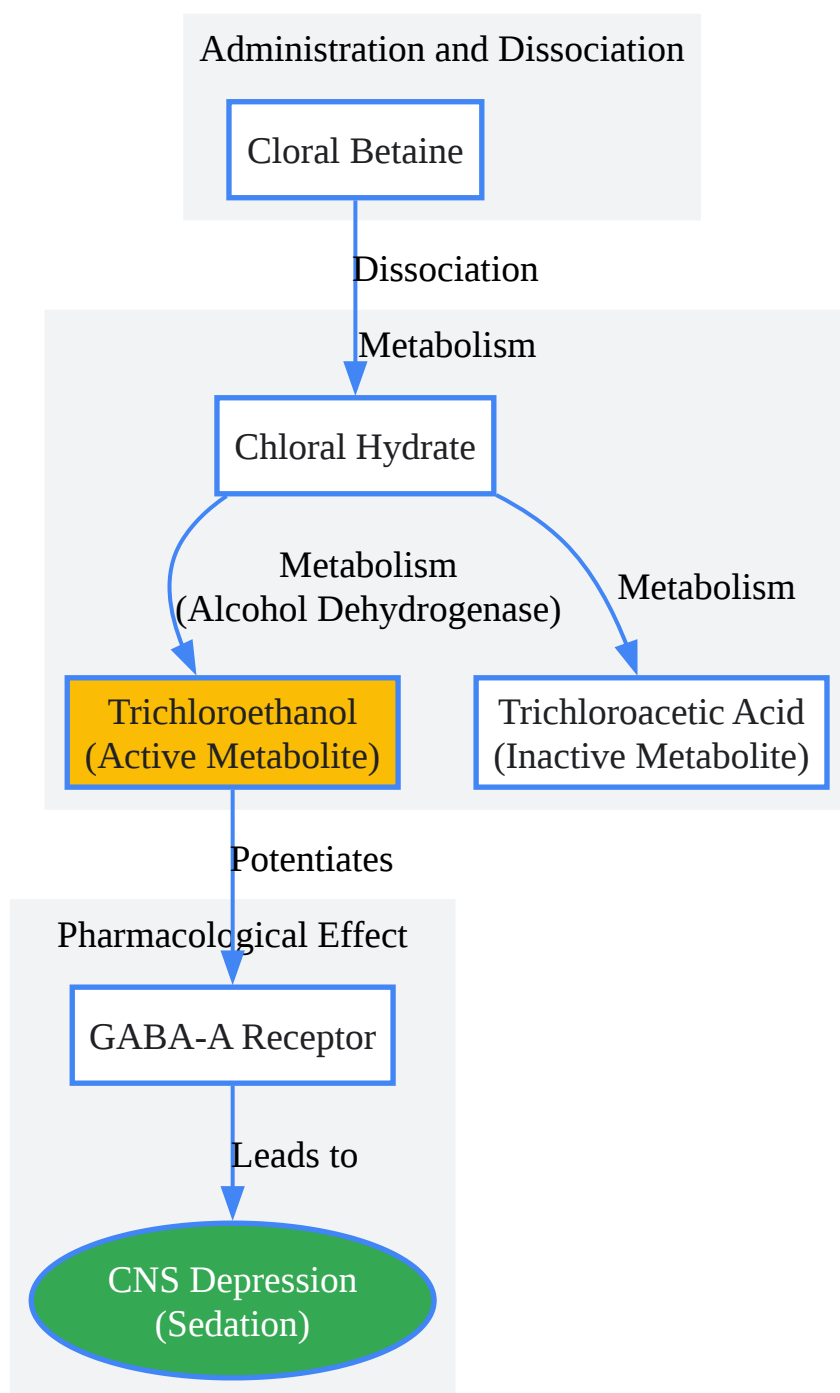 Administration and Dissociation
Cloral Betaine
Dissociation
Metabolism
Chloral Hydrate
Metabolism
(Alcohol Dehydrogenase)
Metabolism
Trichloroethanol
(Active Metabolite)
Trichloroacetic Acid
(Inactive Metabolite)
Potentiates
Pharmacological Effect
GABA-A Receptor
Leads to
CNS Depression
(Sedation)